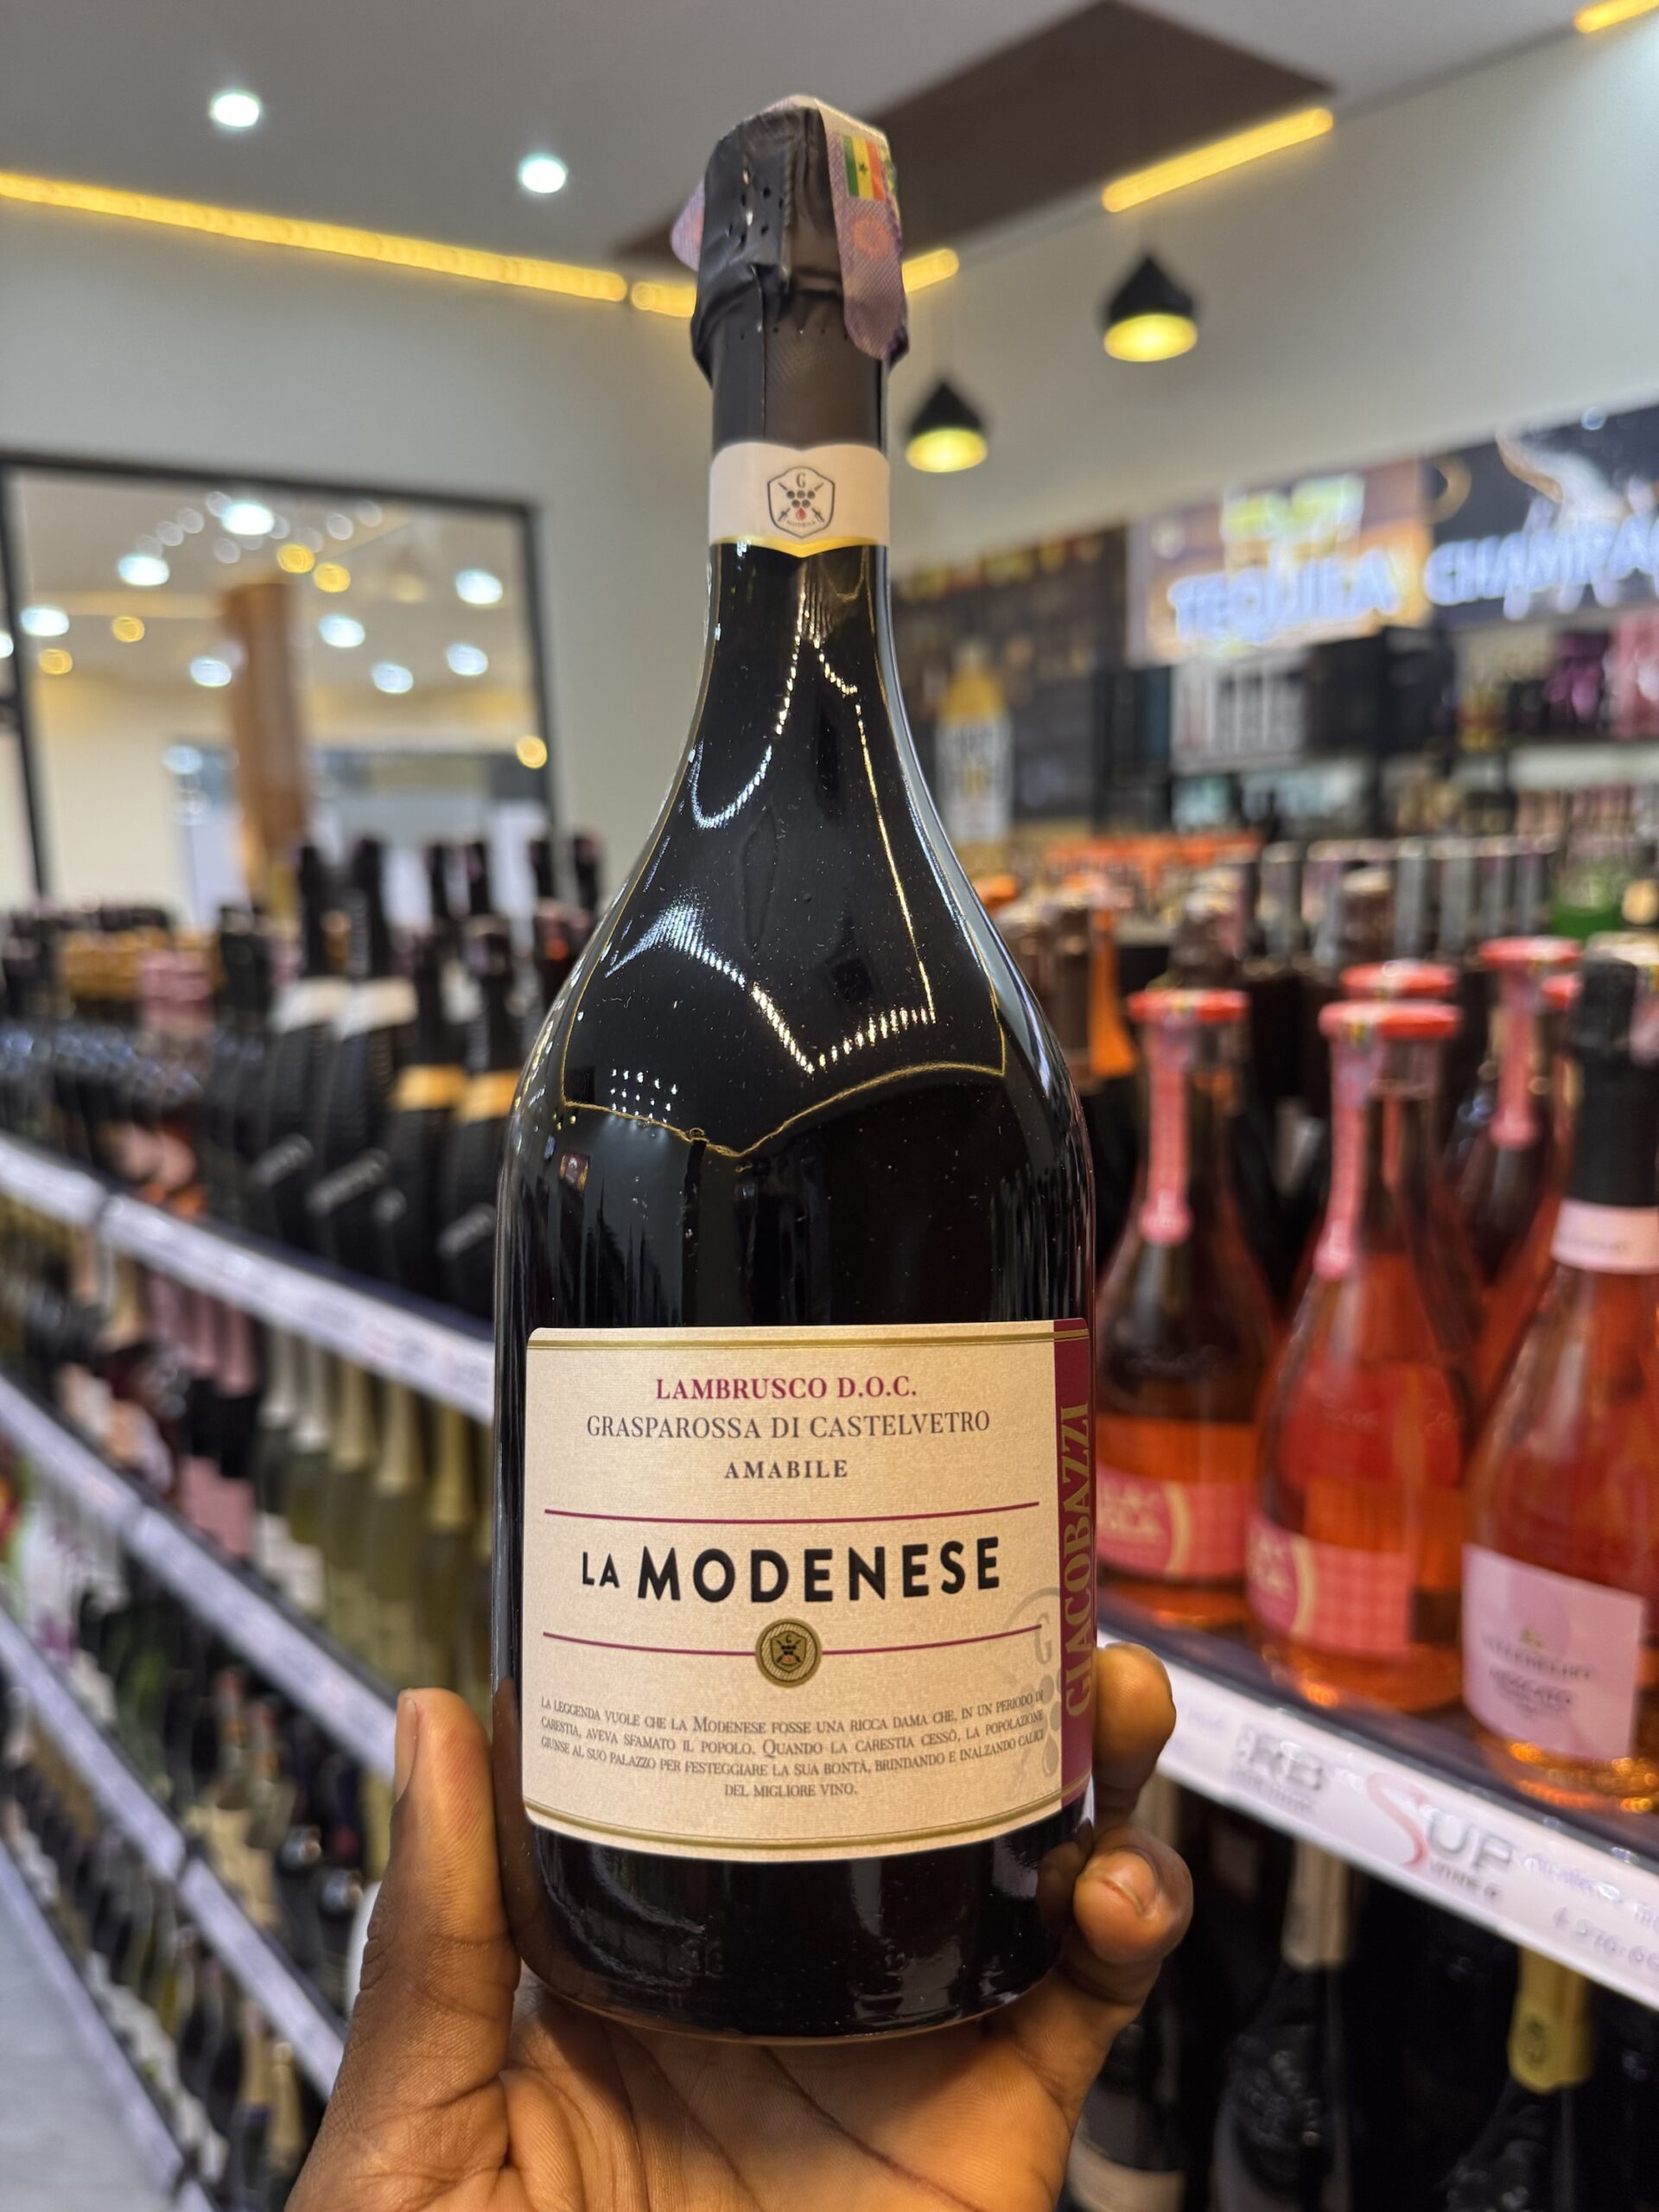 TEQUILA
G
LAMBRUSCO D.O.C.
GRASPAROSSA DI CASTELVETRO
AMABILE
LA MODENESE
GIACOBAZZI
LA LEGGENDA VUOLE CHE LA MODENESE FOSSE UNA RICCA DAMA CHE, IN UN PERIODO DI
CARESTIA, AVEVA SFAMATO IL POPOLO. QUANDO LA CARESTIA CESSÒ, LA POPOLAZIONE
GIUNSE AL SUO PALAZZO PER FESTEGGIARE LA SUA BONTÀ, BRINDANDO E INALZANDO CALICI
DEL MIGLIORE VINO.